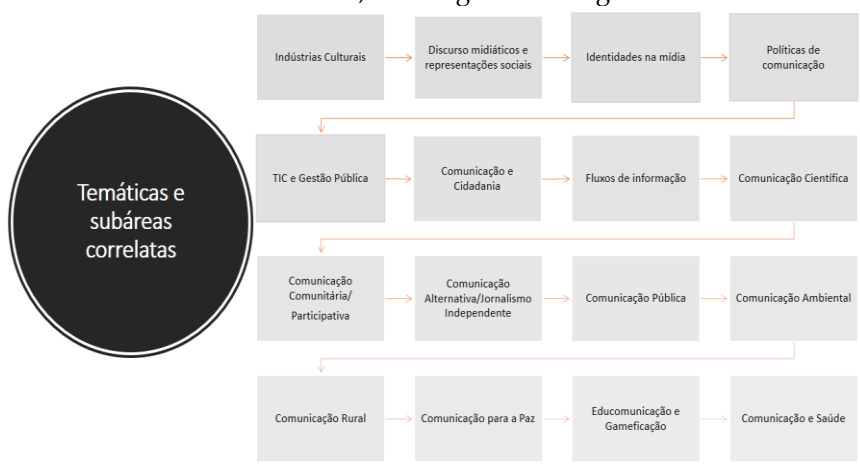 Temáticas e
subáreas
correlatas
Indústrias Culturais
Discurso midiáticos e
representações sociais
Identidades na mídia
Políticas de
comunicação
TIC e Gestão Pública
Comunicação e
Cidadania
Fluxos de informação
Comunicação Científica
Comunicação
Comunitária/
Participativa
Comunicação
Alternativa/Jornalismo
Independente
Comunicação Pública
Comunicação Ambiental
Comunicação Rural
Comunicação para a Paz
Educomunicação e
Gameficação
Comunicação e Saúde